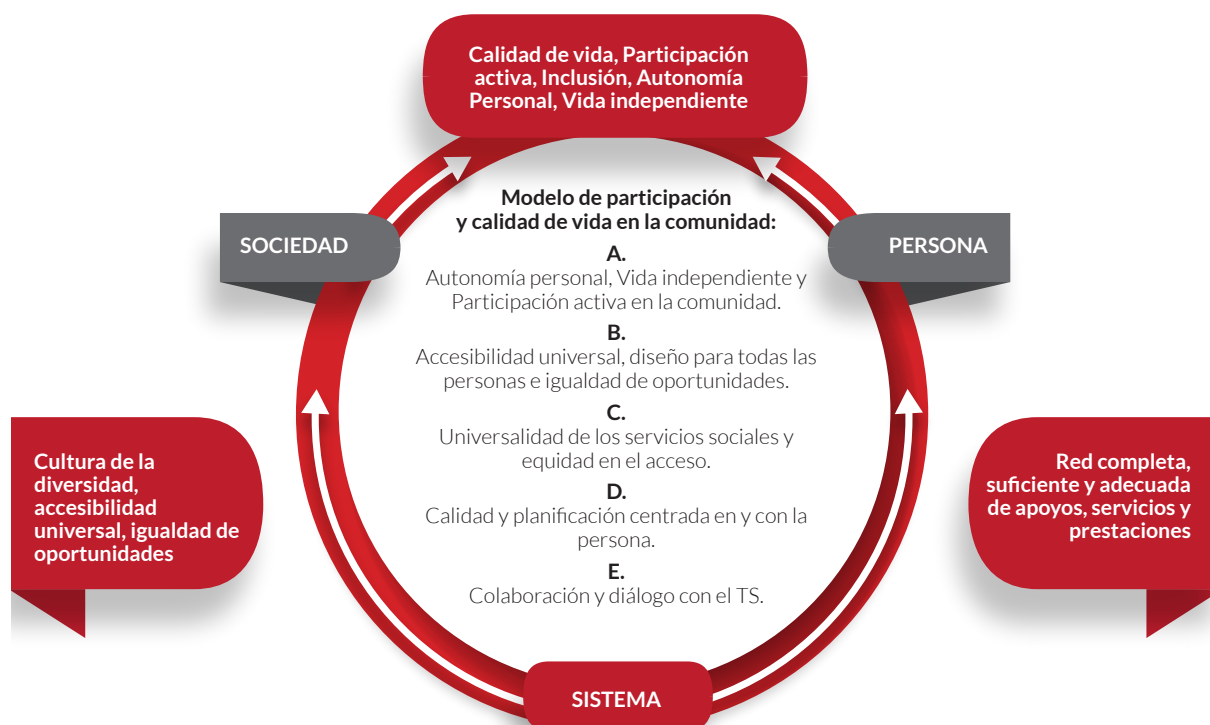 Calidad de vida, Participación
activa, Inclusión, Autonomía
Personal, Vida independiente
Modelo de participación
y calidad de vida en la comunidad:
SOCIEDAD
PERSONA
A.
Autonomía personal, Vida independiente y
Participación activa en la comunidad.
B.
Accesibilidad universal, diseño para todas las
personas e igualdad de oportunidades.
C.
Universalidad de los servicios sociales y
equidad en el acceso.
D.
Calidad y planificación centrada en y con la
persona.
E.
Colaboración y diálogo con el TS.
Cultura de la
diversidad,
accesibilidad
universal, igualdad de
oportunidades
Red completa,
suficiente y adecuada
de apoyos, servicios y
prestaciones
SISTEMA